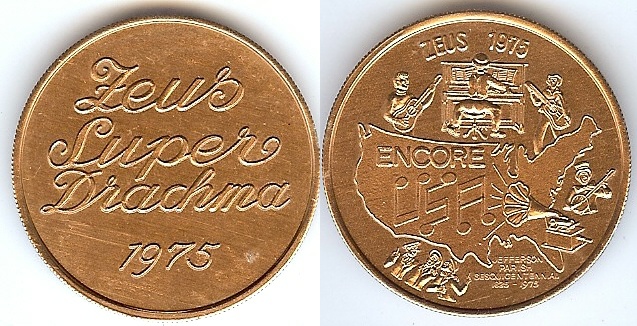 Zeus
Super
Drachma
1975
ZEUS 1975
ENCORE
JEFFERSON
PARISH
SESQUICENTENNIAL
1825 - 1975